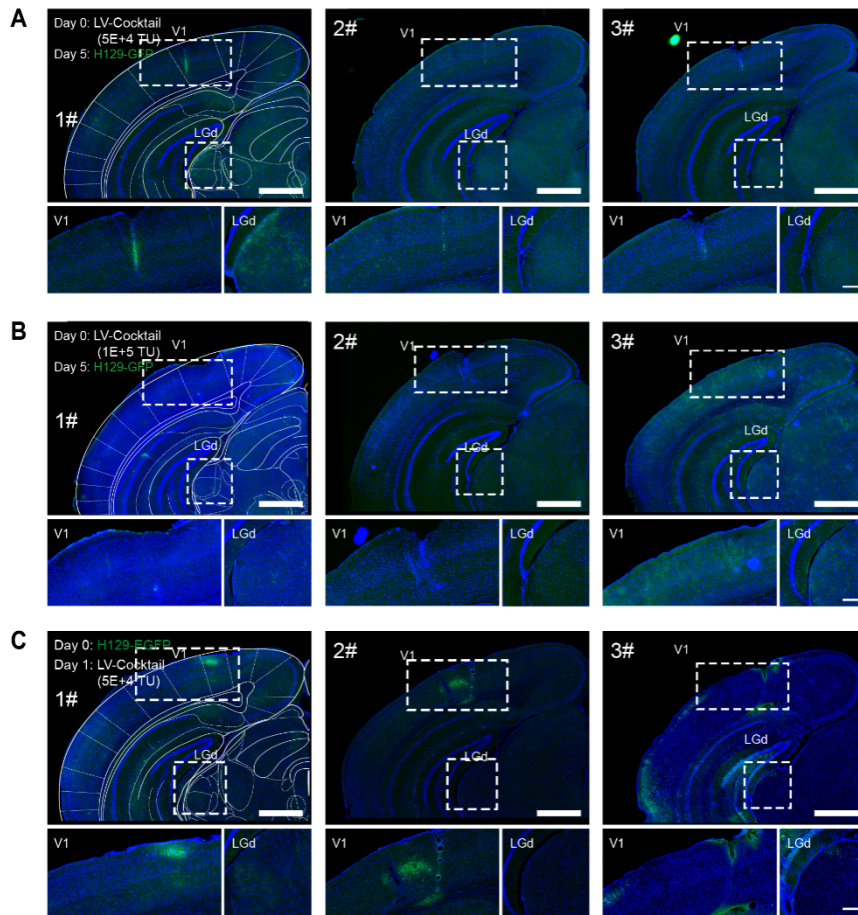 A
Day 0: LV-Cocktail
(5E+4 TU)
Day 5: H129-GFP
V1
1#
LGd
2#
V1
LGd
3#
V1
LGd
V1
LGd
V1
LGd
V1
LGd
B
Day 0: LV-Cocktail
(1E+5 TU)
Day 5: H129-GFP
V1
1#
LGd
2#
V1
LGd
3#
V1
LGd
V1
LGd
V1
LGd
V1
LGd
C
Day 0: H129-EGFP
Day 1: LV-Cocktail
(5E+4 TU)
V1
1#
LGd
2#
V1
LGd
3#
V1
LGd
V1
LGd
V1
LGd
V1
LGd